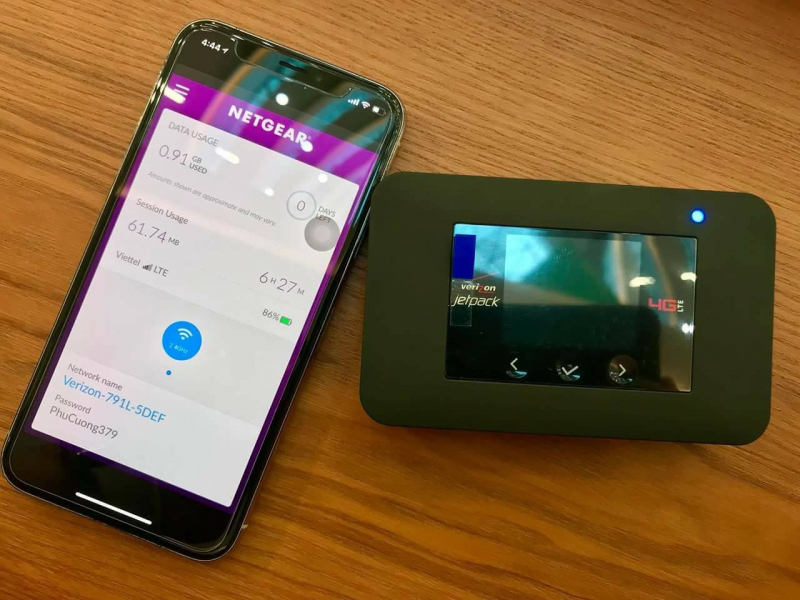 4:44
NETGEAR
DATA USAGE
0.91 GB USED
Amounts shown are approximate and may vary.
0 DAYS LEFT
Session Usage
61.74 MB
Viettel LTE
6 H 27 M
86%
2.4GHz
Network name
Verizon-791L-5DEF
Password
PhuCuong379
verizon
jetpack
4G LTE